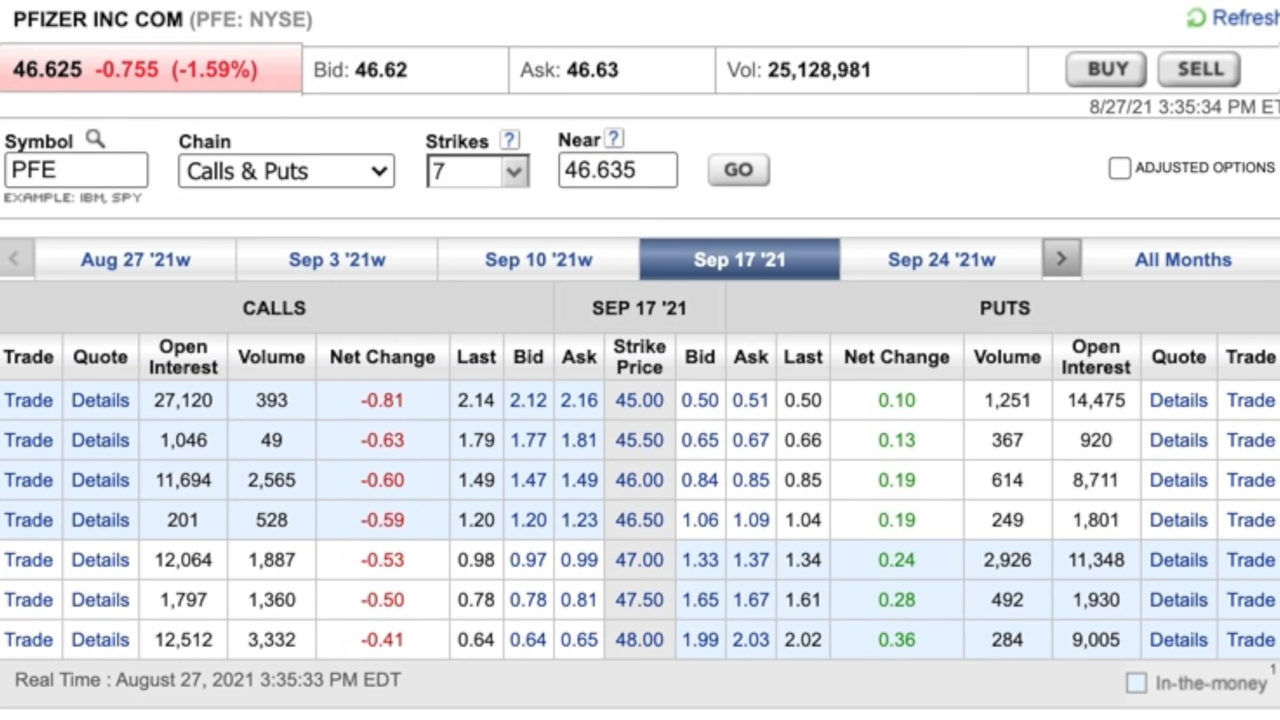 PFIZER INC COM (PFE: NYSE)
Refresh
46.625 -0.755 (-1.59%) Bid: 46.62 Ask: 46.63 Vol: 25,128,981 BUY SELL
8/27/21 3:35:34 PM ET
Symbol Chain Strikes ? Near ?
PFE Calls & Puts 7 46.635 GO ADJUSTED OPTIONS
EXAMPLE: IBM, SPY
< Aug 27 '21w Sep 3 '21w Sep 10 '21w Sep 17 '21 Sep 24 '21w > All Months
CALLS SEP 17 '21 PUTS
Trade Quote Open Interest Volume Net Change Last Bid Ask Strike Price Bid Ask Last Net Change Volume Open Interest Quote Trade
Trade Details 27,120 393 -0.81 2.14 2.12 2.16 45.00 0.50 0.51 0.50 0.10 1,251 14,475 Details Trade
Trade Details 1,046 49 -0.63 1.79 1.77 1.81 45.50 0.65 0.67 0.66 0.13 367 920 Details Trade
Trade Details 11,694 2,565 -0.60 1.49 1.47 1.49 46.00 0.84 0.85 0.85 0.19 614 8,711 Details Trade
Trade Details 201 528 -0.59 1.20 1.20 1.23 46.50 1.06 1.09 1.04 0.19 249 1,801 Details Trade
Trade Details 12,064 1,887 -0.53 0.98 0.97 0.99 47.00 1.33 1.37 1.34 0.24 2,926 11,348 Details Trade
Trade Details 1,797 1,360 -0.50 0.78 0.78 0.81 47.50 1.65 1.67 1.61 0.28 492 1,930 Details Trade
Trade Details 12,512 3,332 -0.41 0.64 0.64 0.65 48.00 1.99 2.03 2.02 0.36 284 9,005 Details Trade
Real Time : August 27, 2021 3:35:33 PM EDT
In-the-money 1